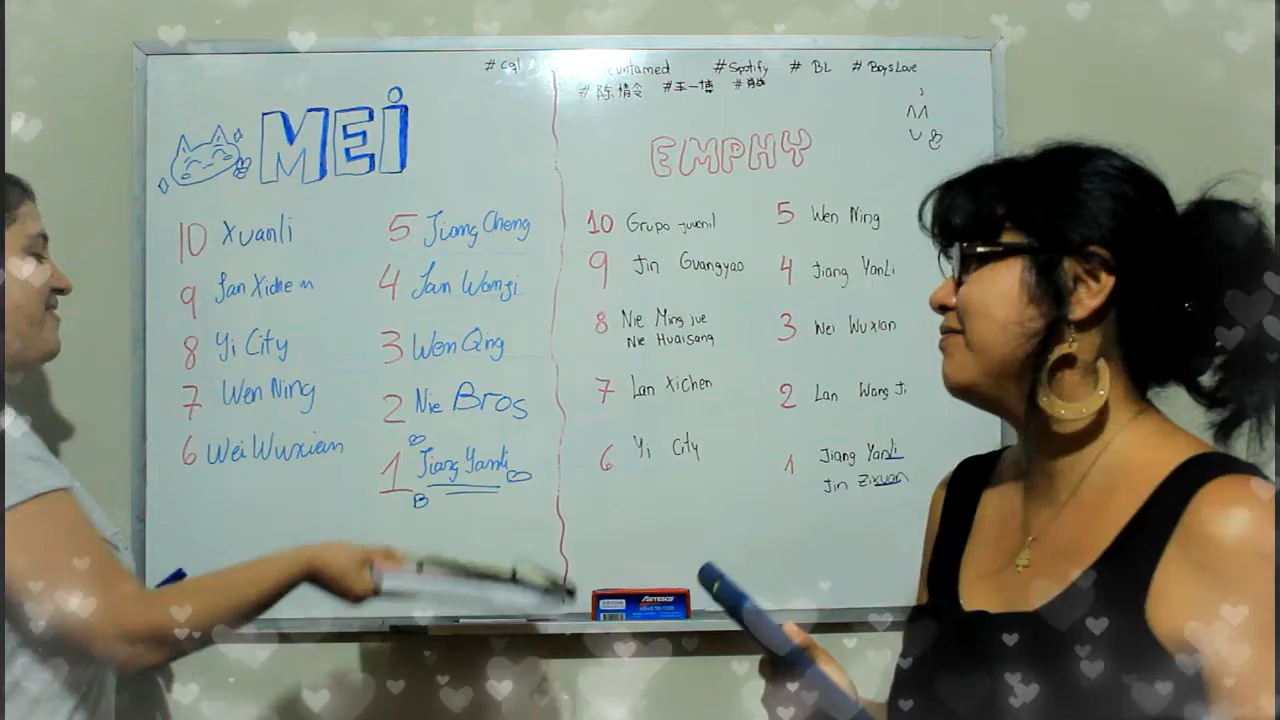 # cql untamed # Spotify # BL # BoysLove
# 陈情令 # 王一博 # 肖战
MEi
10 Xuanli
9 Lan Xichen
8 Yi City
7 Wen Ning
6 Wei Wuxian
5 Jiang Cheng
4 Lan Wangji
3 Wen Qing
2 Nie Bros
1 Jiang Yanli
EMPHY
10 Grupo juvenil
9 Jin Guangyao
8 Nie Ming jue
Nie Huaisang
7 Lan Xichen
6 Yi City
5 Wen Ning
4 Jiang YanLi
3 Wei Wuxian
2 Lan Wang Ji
1 Jiang Yanli
Jin Zixuan
ARTESCO